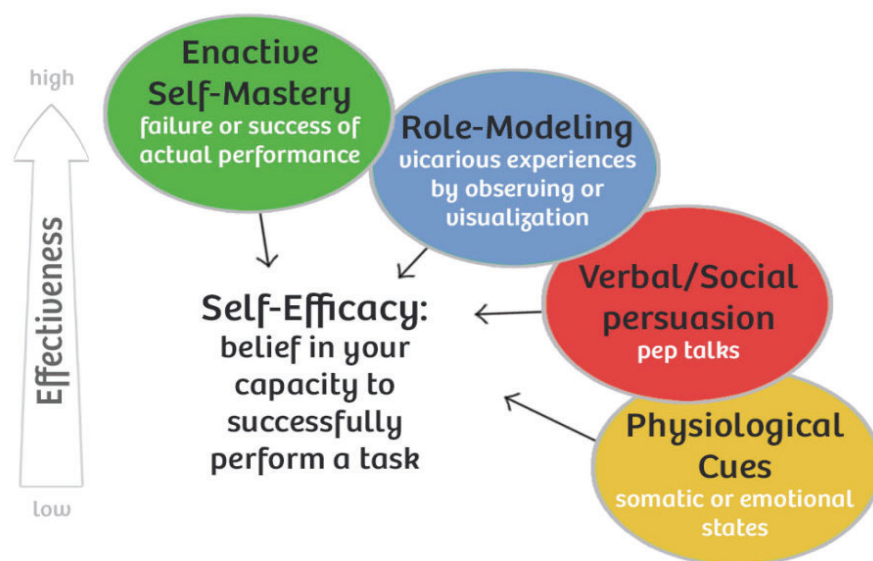 high
Effectiveness
low
Enactive
Self-Mastery
failure or success of
actual performance
Role-Modeling
vicarious experiences
by observing or
visualization
Verbal/Social
persuasion
pep talks
Physiological
Cues
somatic or emotional
states
Self-Efficacy:
belief in your
capacity to
successfully
perform a task